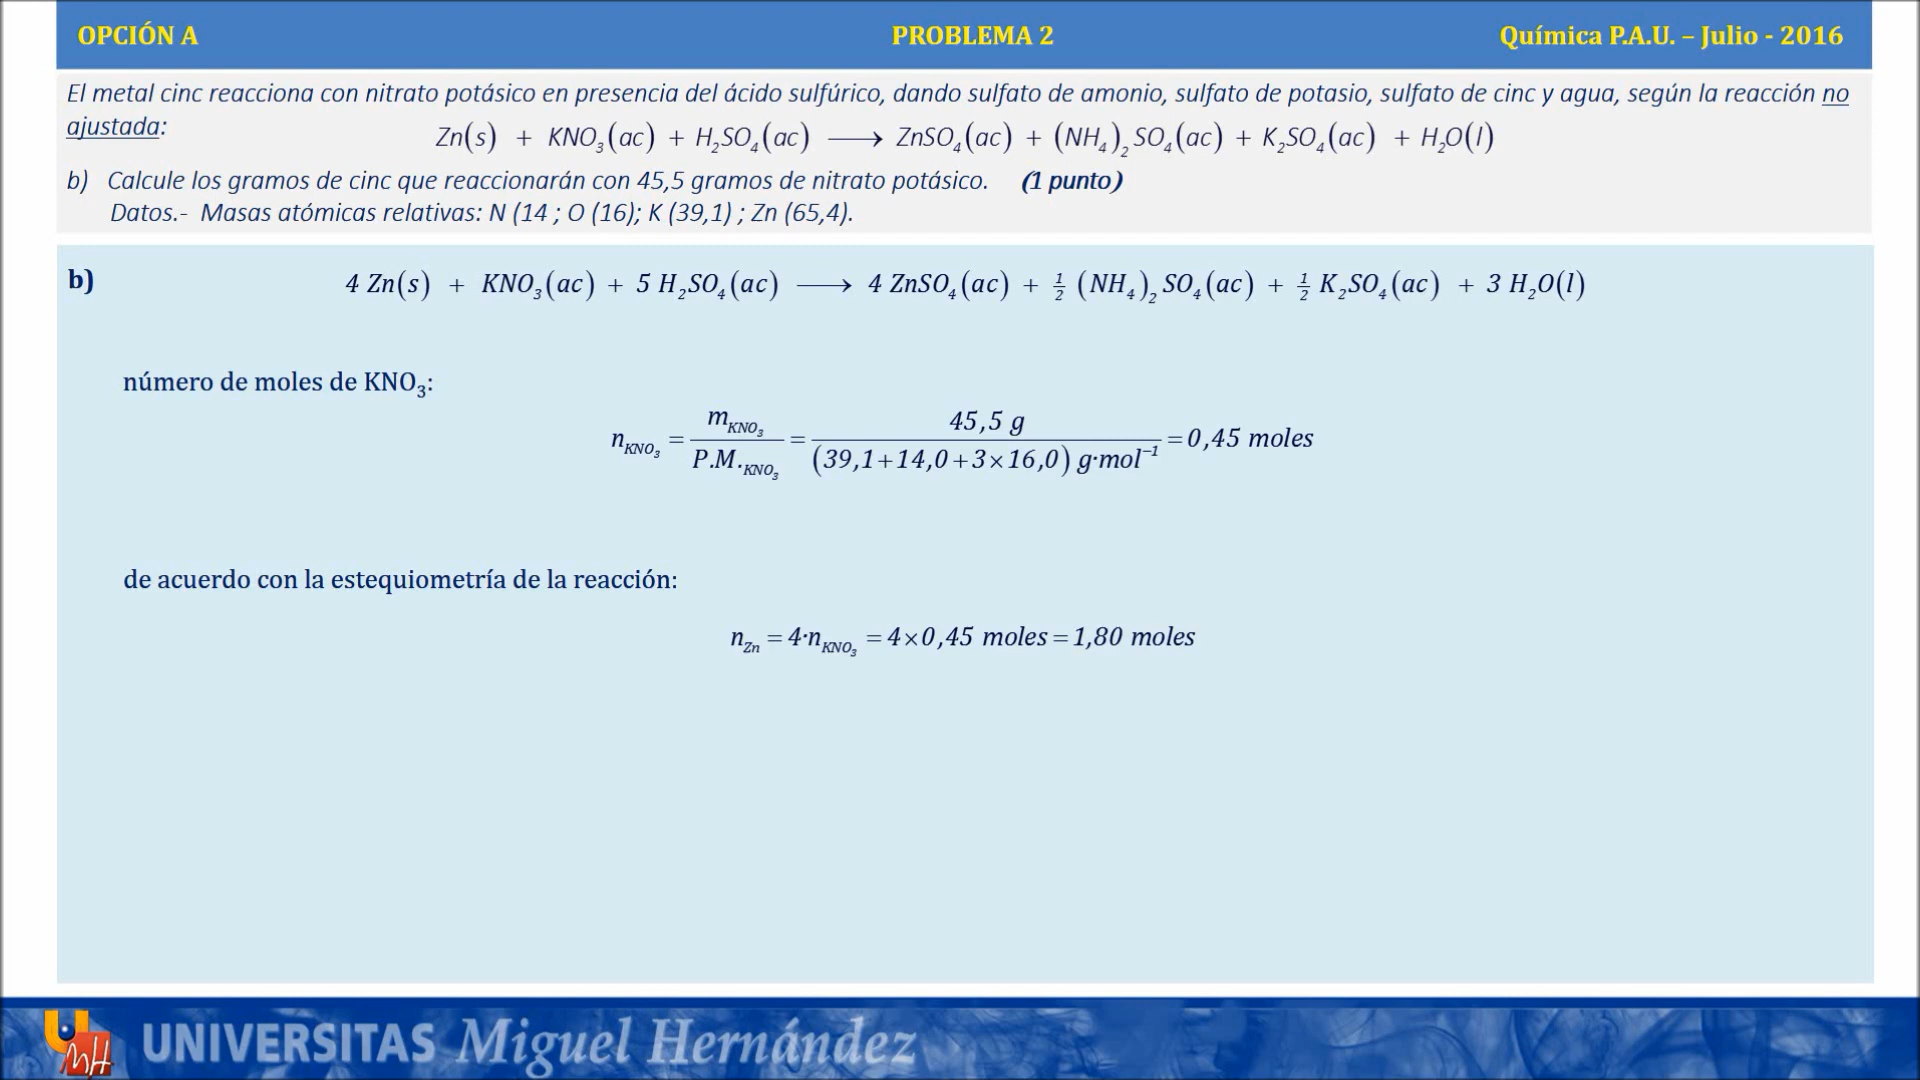 OPCIÓN A PROBLEMA 2 Química P.A.U. – Julio - 2016
El metal cinc reacciona con nitrato potásico en presencia del ácido sulfúrico, dando sulfato de amonio, sulfato de potasio, sulfato de cinc y agua, según la reacción no
ajustada: Zn(s) + KNO₃(ac) + H₂SO₄(ac) ⟶ ZnSO₄(ac) + (NH₄)₂SO₄(ac) + K₂SO₄(ac) + H₂O(l)
b) Calcule los gramos de cinc que reaccionarán con 45,5 gramos de nitrato potásico. (1 punto)
Datos.- Masas atómicas relativas: N (14 ; O (16); K (39,1) ; Zn (65,4).
b) 4 Zn(s) + KNO₃(ac) + 5 H₂SO₄(ac) ⟶ 4 ZnSO₄(ac) + ½ (NH₄)₂SO₄(ac) + ½ K₂SO₄(ac) + 3 H₂O(l)
número de moles de KNO₃:
n_KNO₃ = m_KNO₃ / P.M._KNO₃ = 45,5 g / (39,1+14,0+3×16,0) g·mol⁻¹ = 0,45 moles
de acuerdo con la estequiometría de la reacción:
n_Zn = 4·n_KNO₃ = 4×0,45 moles = 1,80 moles
UNIVERSITAS Miguel Hernández